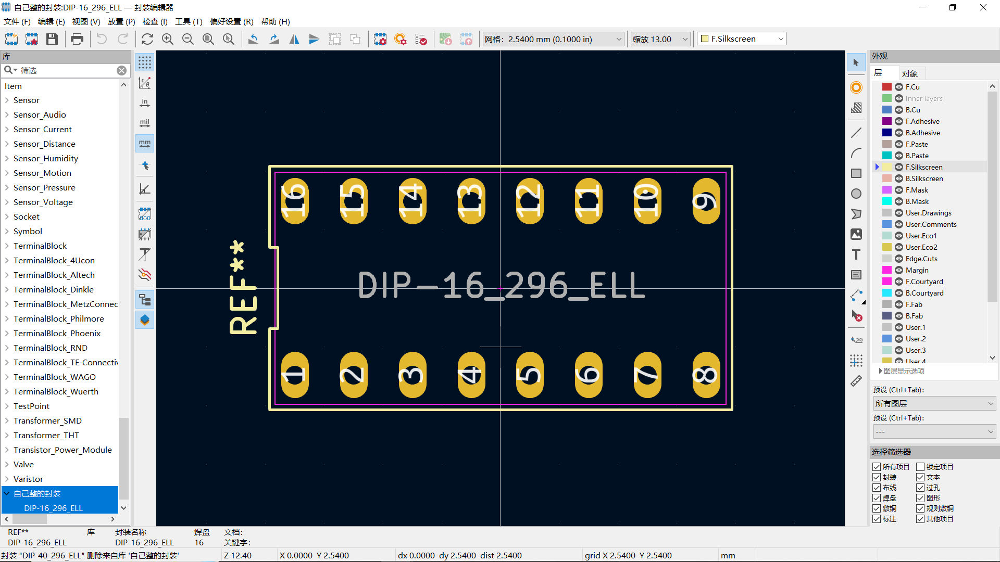 自己整的封装:DIP-16_296_ELL — 封装编辑器
文件 (F) 编辑 (E) 视图 (V) 放置 (P) 检查 (I) 工具 (T) 偏好设置 (R) 帮助 (H)
网格: 2.5400 mm (0.1000 in) 缩放 13.00 F.Silkscreen
库
筛选
Item
Sensor
Sensor_Audio
Sensor_Current
Sensor_Distance
Sensor_Humidity
Sensor_Motion
Sensor_Pressure
Sensor_Voltage
Socket
Symbol
TerminalBlock
TerminalBlock_4Ucon
TerminalBlock_Altech
TerminalBlock_Dinkle
TerminalBlock_MetzConnec
TerminalBlock_Philmore
TerminalBlock_Phoenix
TerminalBlock_RND
TerminalBlock_TE-Connectiv
TerminalBlock_WAGO
TerminalBlock_Wuerth
TestPoint
Transformer_SMD
Transformer_THT
Transistor_Power_Module
Valve
Varistor
自己整的封装
DIP-16_296_ELL
in
mil
mm
16 15 14 13 12 11 10 9
REF**
DIP-16_296_ELL
1 2 3 4 5 6 7 8
(0,0)
外观
层 对象
F.Cu
Inner layers
B.Cu
F.Adhesive
B.Adhesive
F.Paste
B.Paste
F.Silkscreen
B.Silkscreen
F.Mask
B.Mask
User.Drawings
User.Comments
User.Eco1
User.Eco2
Edge.Cuts
Margin
F.Courtyard
B.Courtyard
F.Fab
B.Fab
User.1
User.2
User.3
User.4
图层显示选项
预设 (Ctrl+Tab):
所有图层
预设 (Ctrl+Tab):
---
选择筛选器
所有项目 锁定项目
封装 文本
布线 过孔
焊盘 图形
敷铜 规则敷铜
标注 其他项目
REF** 库 封装名称 焊盘 文档:
DIP-16_296_ELL DIP-16_296_ELL 16 关键字:
封装 "DIP-40_296_ELL" 删除来自库 '自己整的封装' Z 12.40 X 0.0000 Y 2.5400 dx 0.0000 dy 2.5400 dist 2.5400 grid X 2.5400 Y 2.5400 mm